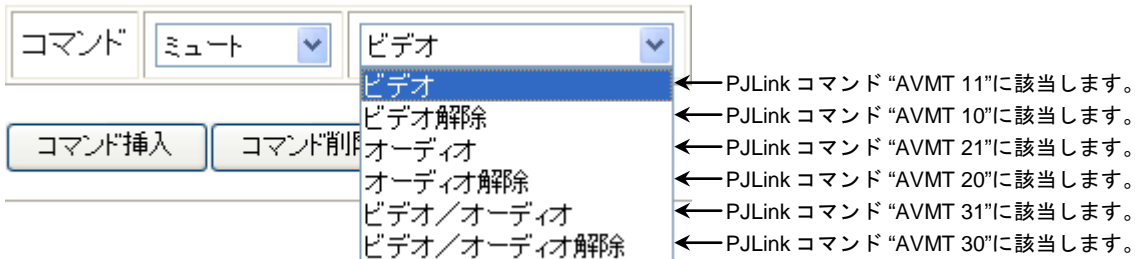 コマンド ミュート ビデオ
ビデオ ←PJLink コマンド “AVMT 11”に該当します。
ビデオ解除 ←PJLink コマンド “AVMT 10”に該当します。
コマンド挿入 コマンド削 オーディオ ←PJLink コマンド “AVMT 21”に該当します。
オーディオ解除 ←PJLink コマンド “AVMT 20”に該当します。
ビデオ／オーディオ ←PJLink コマンド “AVMT 31”に該当します。
ビデオ／オーディオ解除 ←PJLink コマンド “AVMT 30”に該当します。